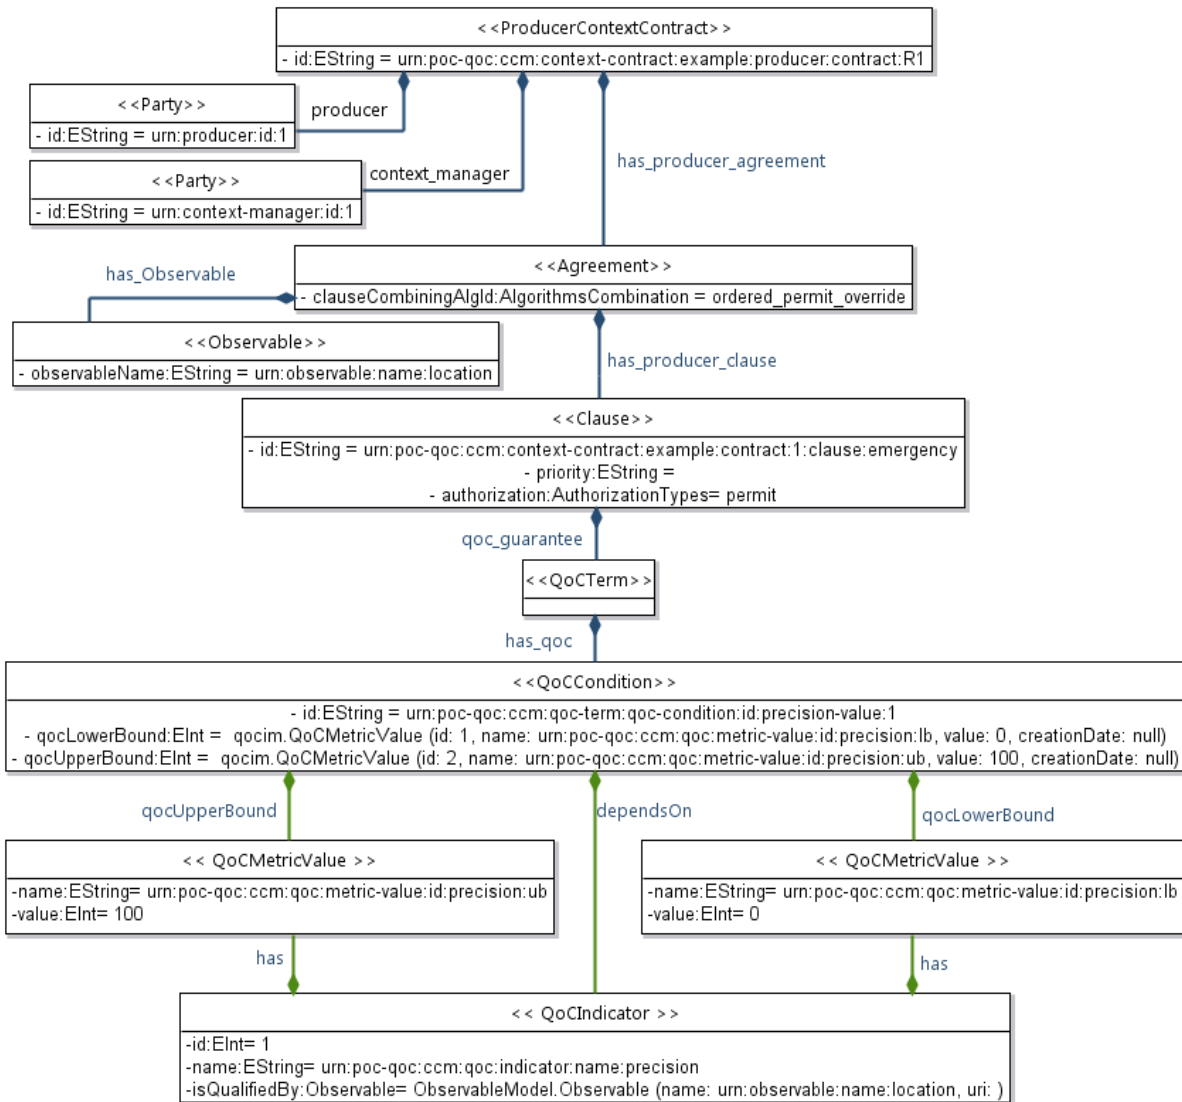 <<ProducerContextContract>>
- id:EString = urn:poc-qoc:ccm:context-contract:example:producer:contract:R1
<<Party>>
- id:EString = urn:producer:id:1
producer
<<Party>>
- id:EString = urn:context-manager:id:1
context_manager
has_producer_agreement
<<Agreement>>
- clauseCombiningAlgId:AlgorithmsCombination = ordered_permit_override
has_Observable
<<Observable>>
- observableName:EString = urn:observable:name:location
has_producer_clause
<<Clause>>
- id:EString = urn:poc-qoc:ccm:context-contract:example:contract:1:clause:emergency
- priority:EString =
- authorization:AuthorizationTypes= permit
qoc_guarantee
<<QoCTerm>>
has_qoc
<<QoCCondition>>
- id:EString = urn:poc-qoc:ccm:qoc-term:qoc-condition:id:precision-value:1
- qocLowerBound:EInt = qocim.QoCMetricValue (id: 1, name: urn:poc-qoc:ccm:qoc:metric-value:id:precision:lb, value: 0, creationDate: null)
- qocUpperBound:EInt = qocim.QoCMetricValue (id: 2, name: urn:poc-qoc:ccm:qoc:metric-value:id:precision:ub, value: 100, creationDate: null)
qocUpperBound
dependsOn
qocLowerBound
<< QoCMetricValue >>
-name:EString= urn:poc-qoc:ccm:qoc:metric-value:id:precision:ub
-value:EInt= 100
<< QoCMetricValue >>
-name:EString= urn:poc-qoc:ccm:qoc:metric-value:id:precision:lb
-value:EInt= 0
has
has
<< QoCIndicator >>
-id:EInt= 1
-name:EString= urn:poc-qoc:ccm:qoc:indicator:name:precision
-isQualifiedBy:Observable= ObservableModel.Observable (name: urn:observable:name:location, uri: )